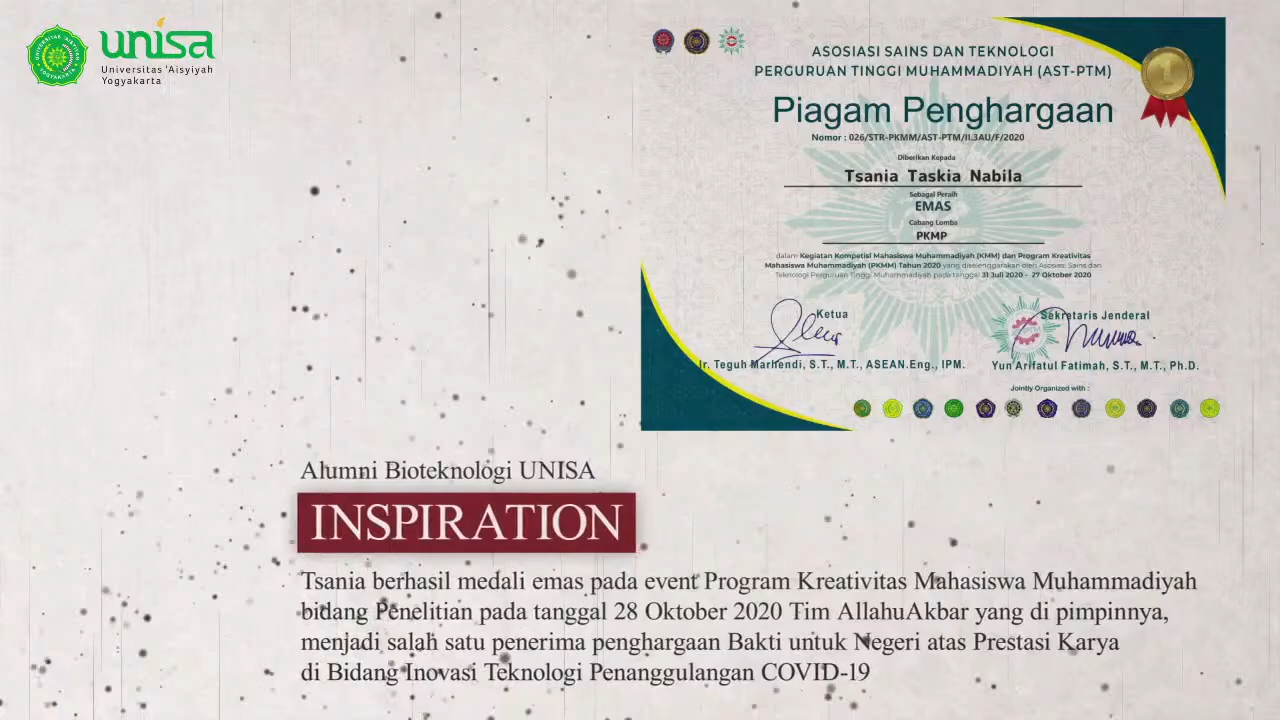 unisa
Universitas 'Aisyiyah
Yogyakarta
ASOSIASI SAINS DAN TEKNOLOGI
PERGURUAN TINGGI MUHAMMADIYAH (AST-PTM)
Piagam Penghargaan
Nomor : 026/STR-PKMM/AST-PTM/II.3AU/F/2020
Diberikan Kepada
Tsania Taskia Nabila
Sebagai Peraih
EMAS
Cabang Lomba
PKMP
dalam Kegiatan Kompetisi Mahasiswa Muhammadiyah (KMM) dan Program Kreativitas
Mahasiswa Muhammadiyah (PKMM) Tahun 2020 yang diselenggarakan oleh Asosiasi Sains dan
Teknologi Perguruan Tinggi Muhammadiyah pada tanggal 31 Juli 2020 - 27 Oktober 2020
Ketua
Sekretaris Jenderal
Ir. Teguh Marhendi, S.T., M.T., ASEAN.Eng., IPM.
Yun Arifatul Fatimah, S.T., M.T., Ph.D.
Jointly Organized with :
Alumni Bioteknologi UNISA
INSPIRATION
Tsania berhasil medali emas pada event Program Kreativitas Mahasiswa Muhammadiyah
bidang Penelitian pada tanggal 28 Oktober 2020 Tim AllahuAkbar yang di pimpinnya,
menjadi salah satu penerima penghargaan Bakti untuk Negeri atas Prestasi Karya
di Bidang Inovasi Teknologi Penanggulangan COVID-19